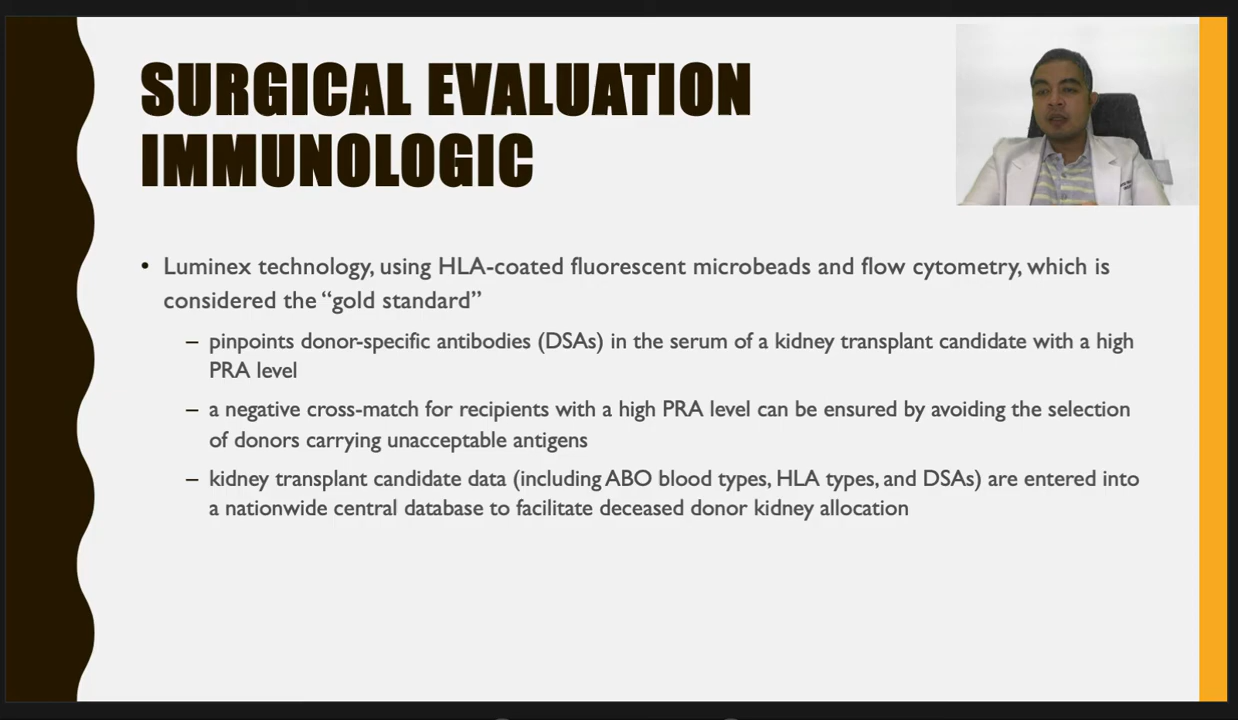 SURGICAL EVALUATION
IMMUNOLOGIC
• Luminex technology, using HLA-coated fluorescent microbeads and flow cytometry, which is
considered the “gold standard”
– pinpoints donor-specific antibodies (DSAs) in the serum of a kidney transplant candidate with a high
PRA level
– a negative cross-match for recipients with a high PRA level can be ensured by avoiding the selection
of donors carrying unacceptable antigens
– kidney transplant candidate data (including ABO blood types, HLA types, and DSAs) are entered into
a nationwide central database to facilitate deceased donor kidney allocation